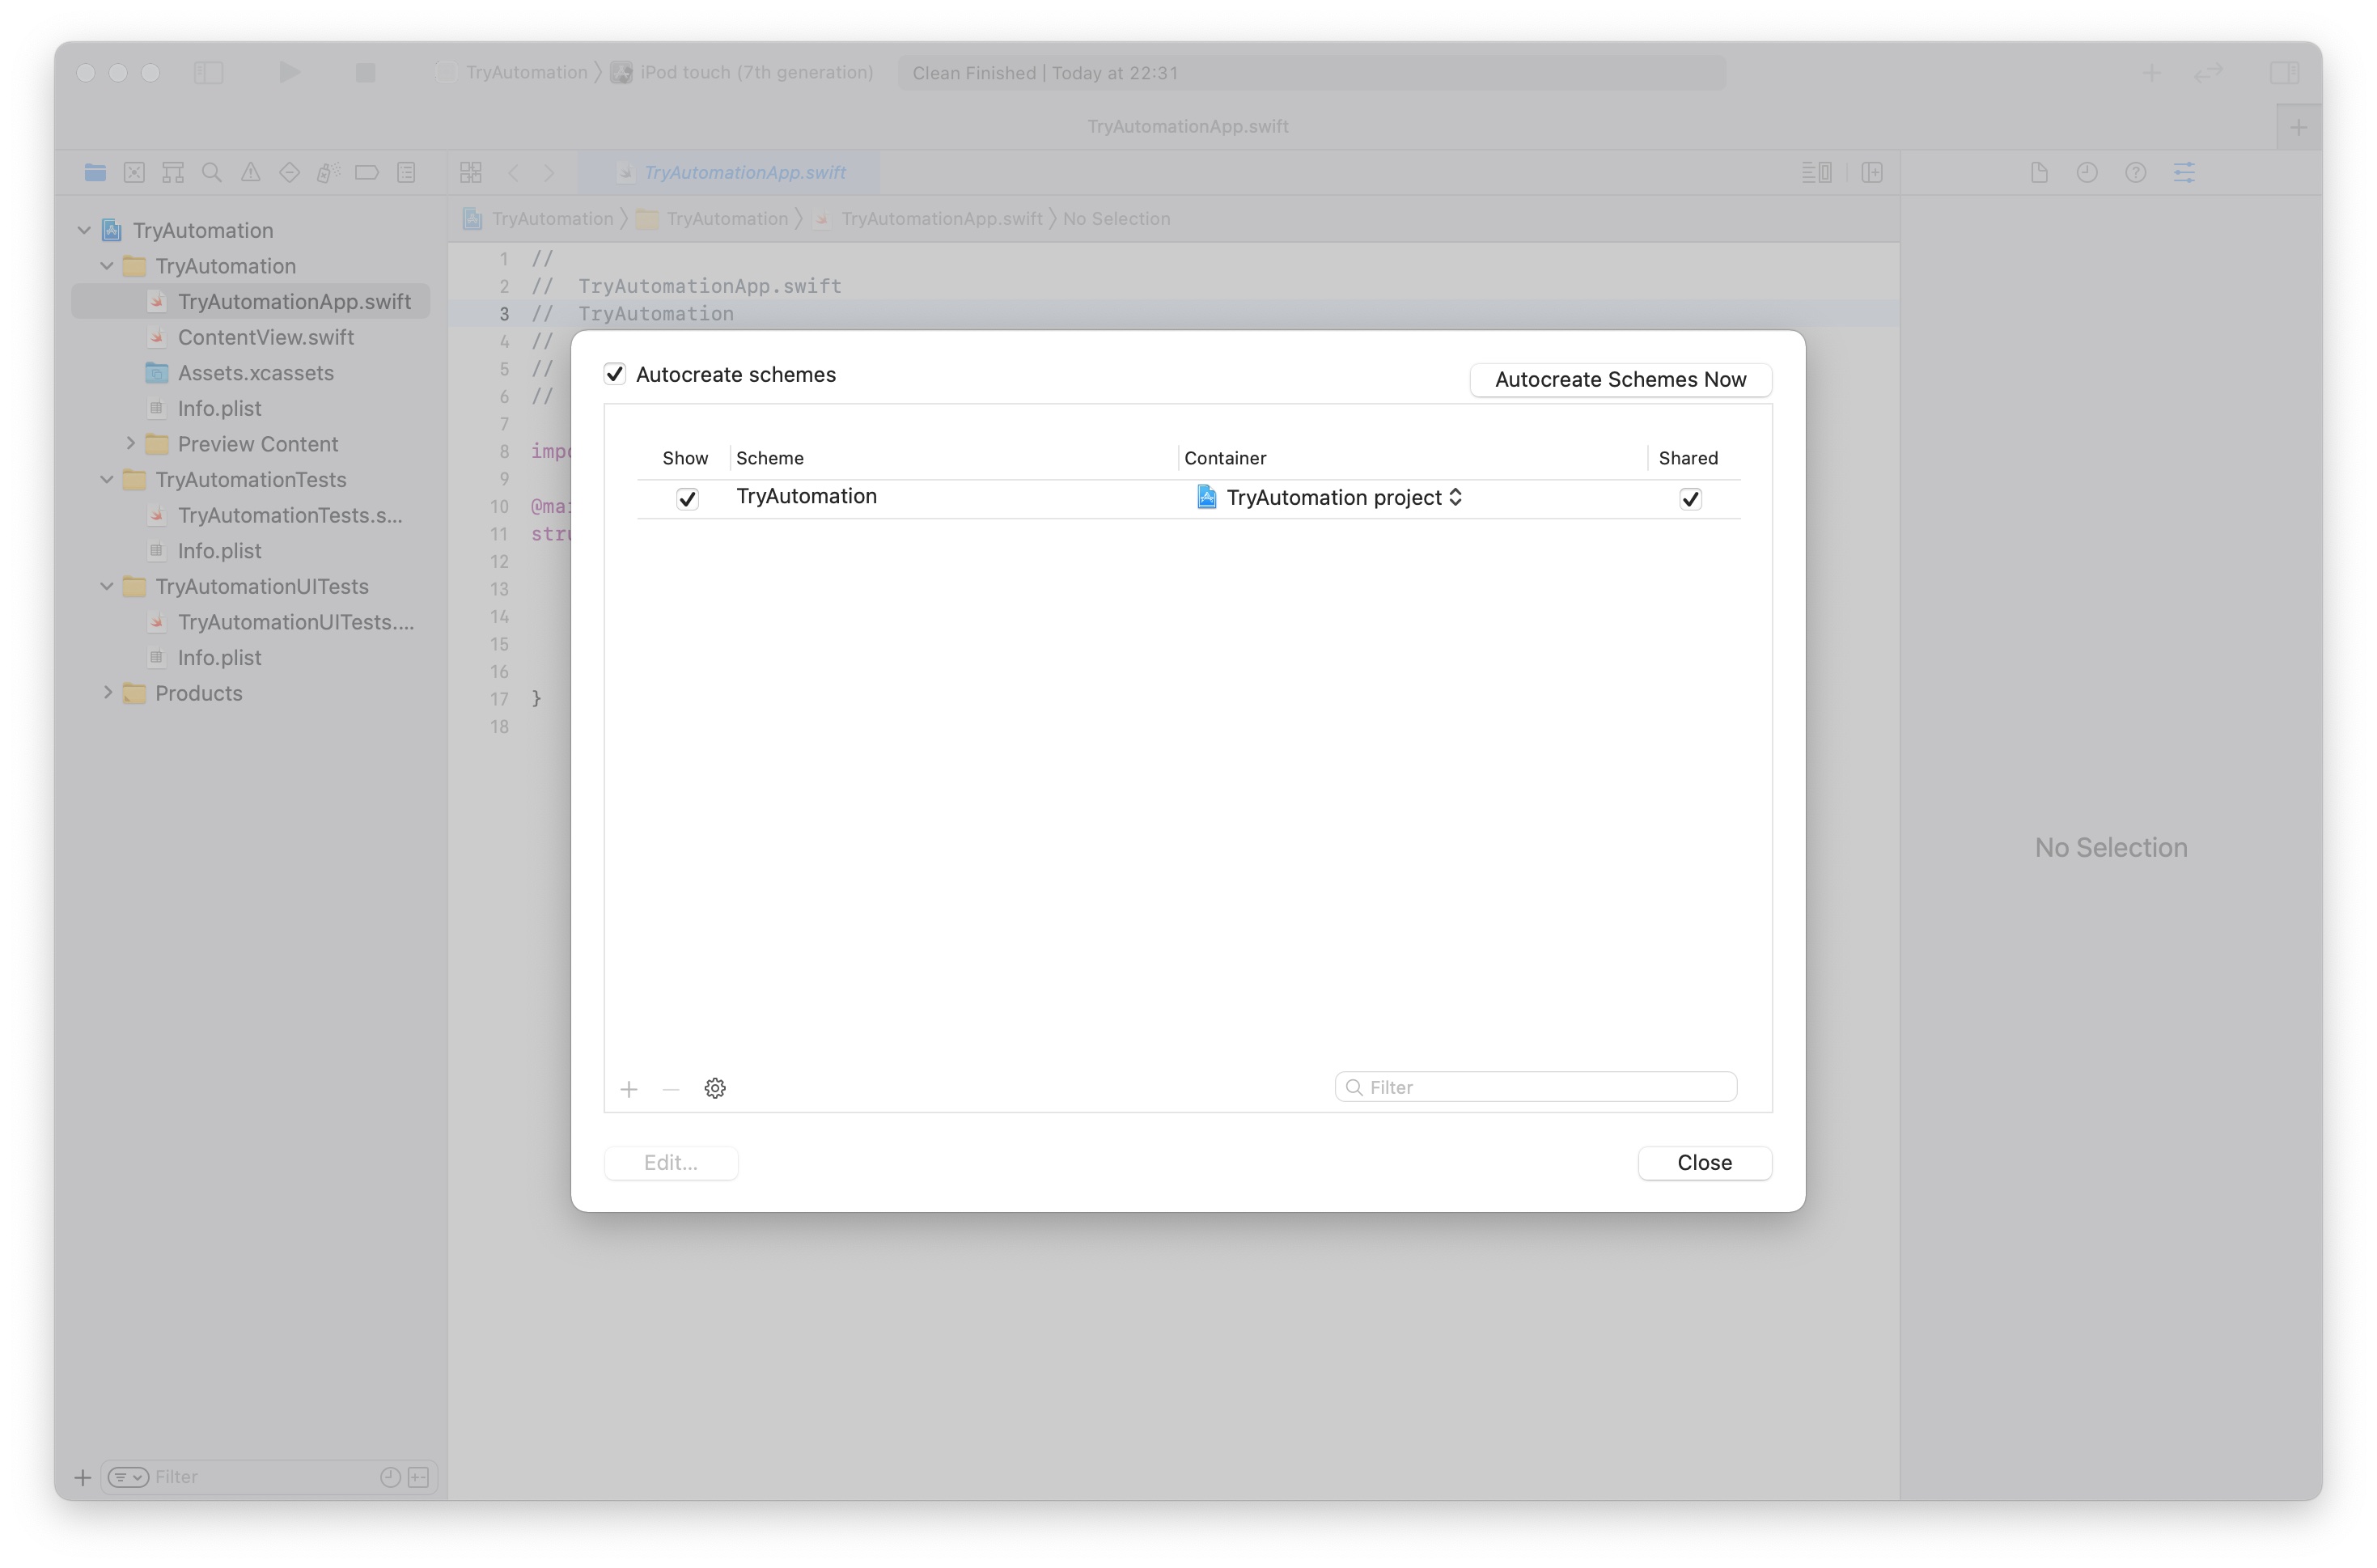 TryAutomation 〉 iPod touch (7th generation)
Clean Finished | Today at 22:31
TryAutomationApp.swift
TryAutomationApp.swift
TryAutomation 〉 TryAutomation 〉 TryAutomationApp.swift 〉 No Selection
TryAutomation
TryAutomation
TryAutomationApp.swift
ContentView.swift
Assets.xcassets
Info.plist
Preview Content
TryAutomationTests
TryAutomationTests.s...
Info.plist
TryAutomationUITests
TryAutomationUITests....
Info.plist
Products
Filter
1 //
2 //  TryAutomationApp.swift
3 //  TryAutomation
4 //
5 //
6 //
7
8 impo
9
10 @mai
11 stru
12
13
14
15
16
17 }
18
Autocreate schemes
Autocreate Schemes Now
Show Scheme Container Shared
TryAutomation TryAutomation project
Filter
Edit...
Close
No Selection